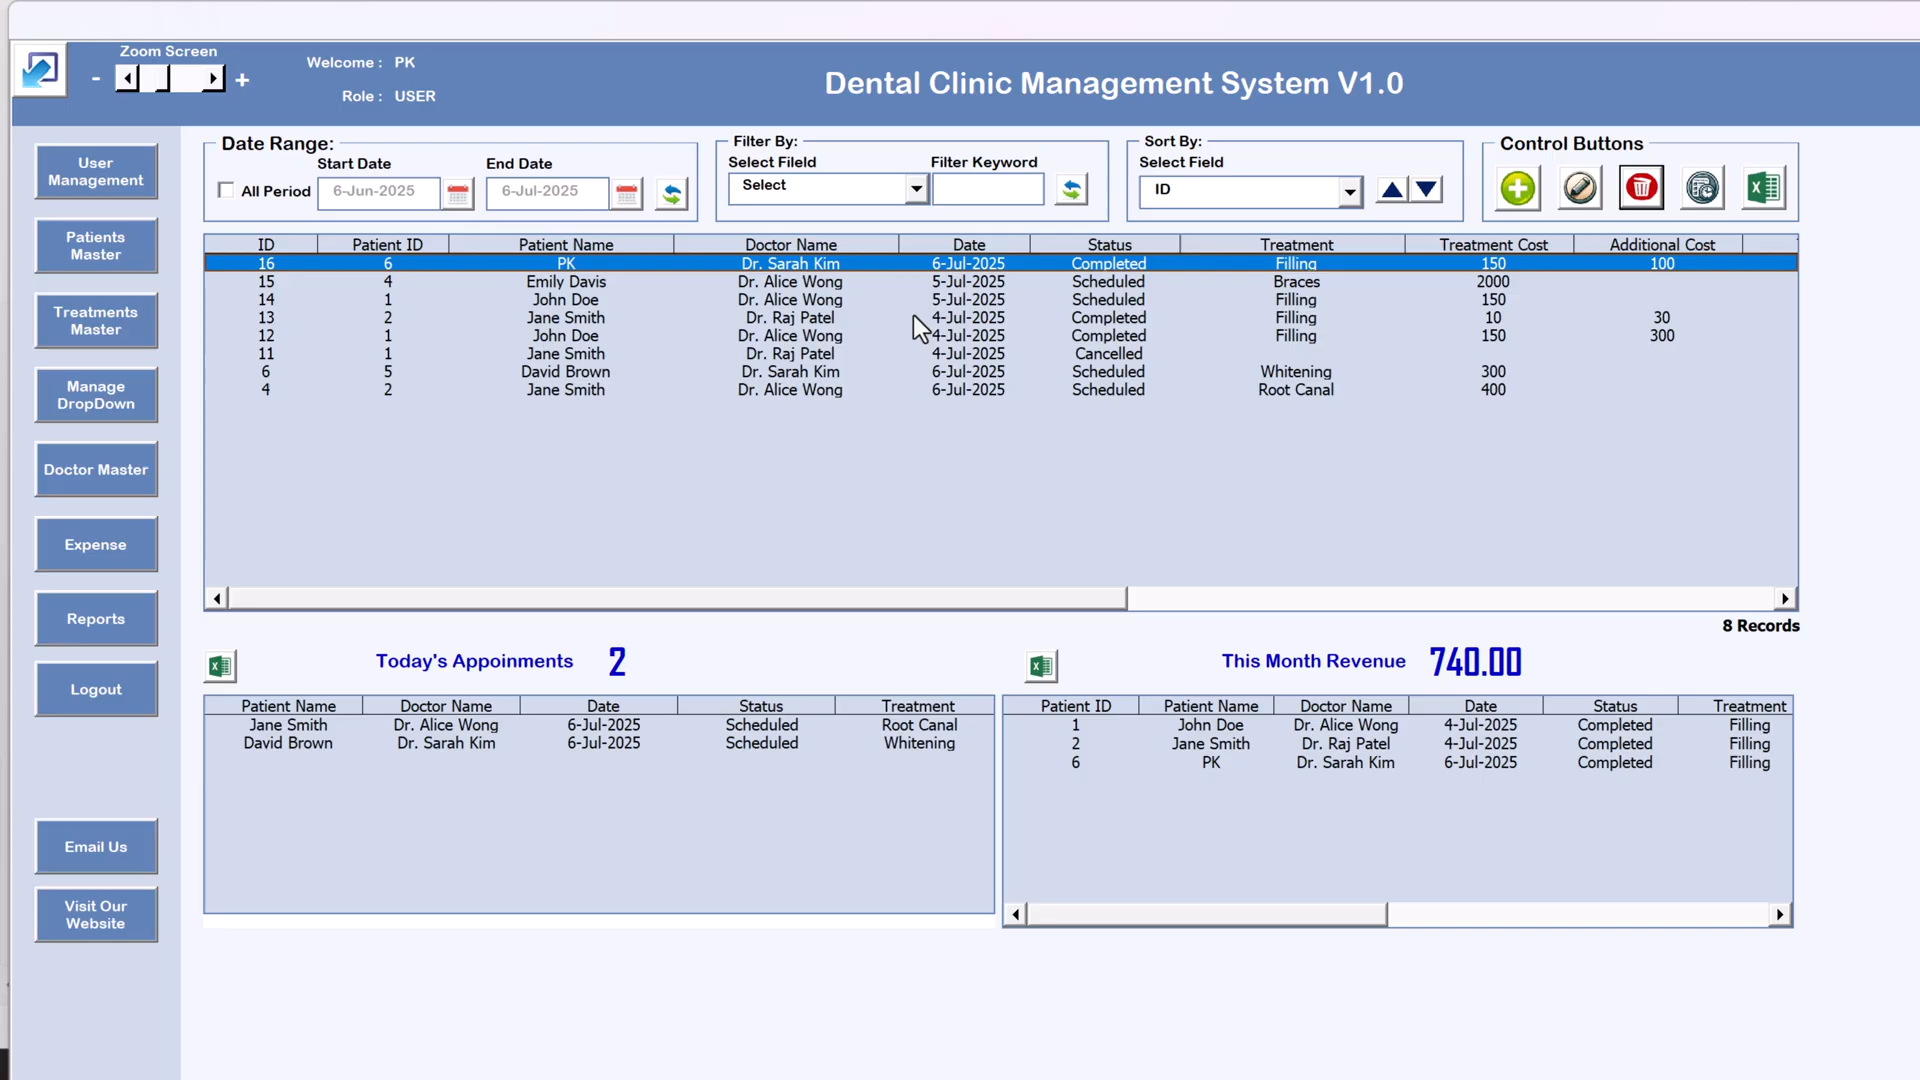 Zoom Screen
- +
Welcome : PK
Role : USER
Dental Clinic Management System V1.0
User
Management
Patients
Master
Treatments
Master
Manage
DropDown
Doctor Master
Expense
Reports
Logout
Email Us
Visit Our
Website
Date Range:
Start Date End Date
All Period 6-Jun-2025 6-Jul-2025
Filter By:
Select Fileld Filter Keyword
Select
Sort By:
Select Field
ID
Control Buttons
ID Patient ID Patient Name Doctor Name Date Status Treatment Treatment Cost Additional Cost
16 6 PK Dr. Sarah Kim 6-Jul-2025 Completed Filling 150 100
15 4 Emily Davis Dr. Alice Wong 5-Jul-2025 Scheduled Braces 2000
14 1 John Doe Dr. Alice Wong 5-Jul-2025 Scheduled Filling 150
13 2 Jane Smith Dr. Raj Patel 4-Jul-2025 Completed Filling 10 30
12 1 John Doe Dr. Alice Wong 4-Jul-2025 Completed Filling 150 300
11 1 Jane Smith Dr. Raj Patel 4-Jul-2025 Cancelled
6 5 David Brown Dr. Sarah Kim 6-Jul-2025 Scheduled Whitening 300
4 2 Jane Smith Dr. Alice Wong 6-Jul-2025 Scheduled Root Canal 400
8 Records
Today's Appoinments 2
Patient Name Doctor Name Date Status Treatment
Jane Smith Dr. Alice Wong 6-Jul-2025 Scheduled Root Canal
David Brown Dr. Sarah Kim 6-Jul-2025 Scheduled Whitening
This Month Revenue 740.00
Patient ID Patient Name Doctor Name Date Status Treatment
1 John Doe Dr. Alice Wong 4-Jul-2025 Completed Filling
2 Jane Smith Dr. Raj Patel 4-Jul-2025 Completed Filling
6 PK Dr. Sarah Kim 6-Jul-2025 Completed Filling